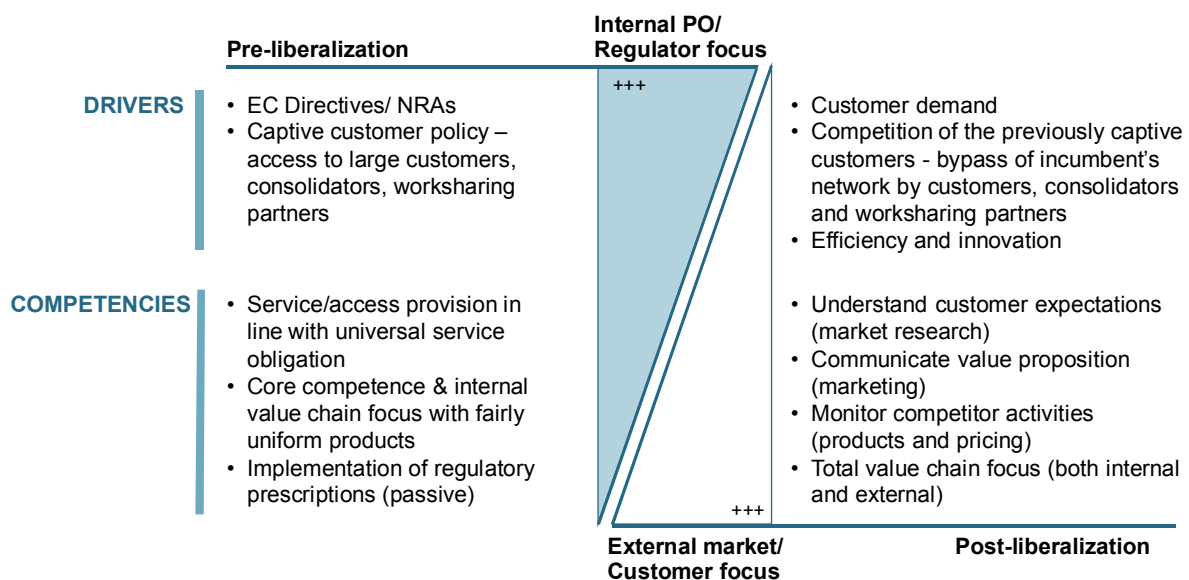 Internal PO/
Regulator focus
Pre-liberalization
+++
DRIVERS
• EC Directives/ NRAs
• Captive customer policy –
access to large customers,
consolidators, worksharing
partners
• Customer demand
• Competition of the previously captive
customers - bypass of incumbent's
network by customers, consolidators
and worksharing partners
• Efficiency and innovation
COMPETENCIES
• Service/access provision in
line with universal service
obligation
• Core competence & internal
value chain focus with fairly
uniform products
• Implementation of regulatory
prescriptions (passive)
• Understand customer expectations
(market research)
• Communicate value proposition
(marketing)
• Monitor competitor activities
(products and pricing)
• Total value chain focus (both internal
and external)
+++
External market/
Customer focus
Post-liberalization